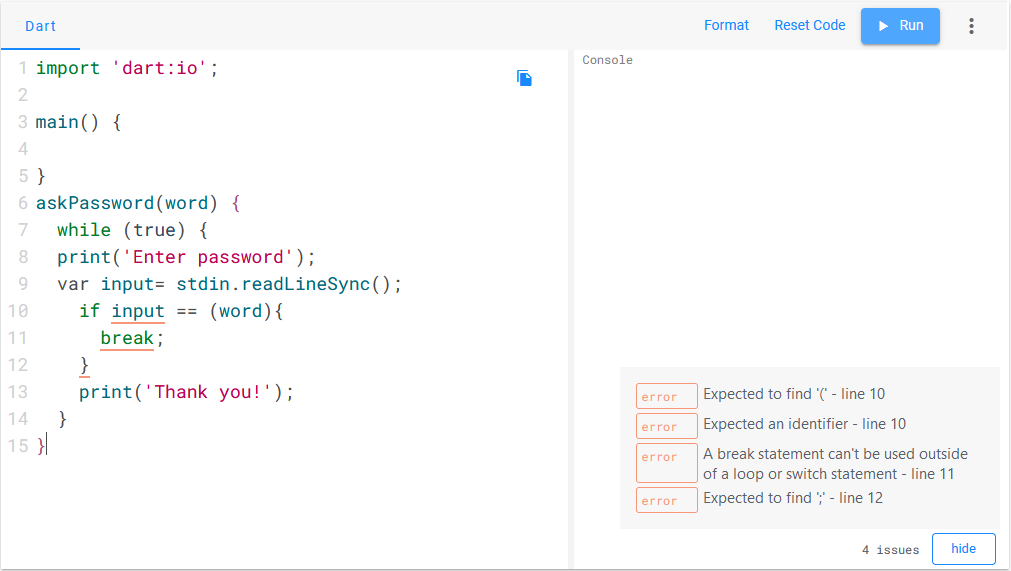 Dart
Format Reset Code Run
Console
1 import 'dart:io';
2
3 main() {
4
5 }
6 askPassword(word) {
7 while (true) {
8 print('Enter password');
9 var input= stdin.readLineSync();
10 if input == (word){
11 break;
12 }
13 print('Thank you!');
14 }
15 }
error Expected to find '(' - line 10
error Expected an identifier - line 10
error A break statement can't be used outside
of a loop or switch statement - line 11
error Expected to find ';' - line 12
4 issues hide